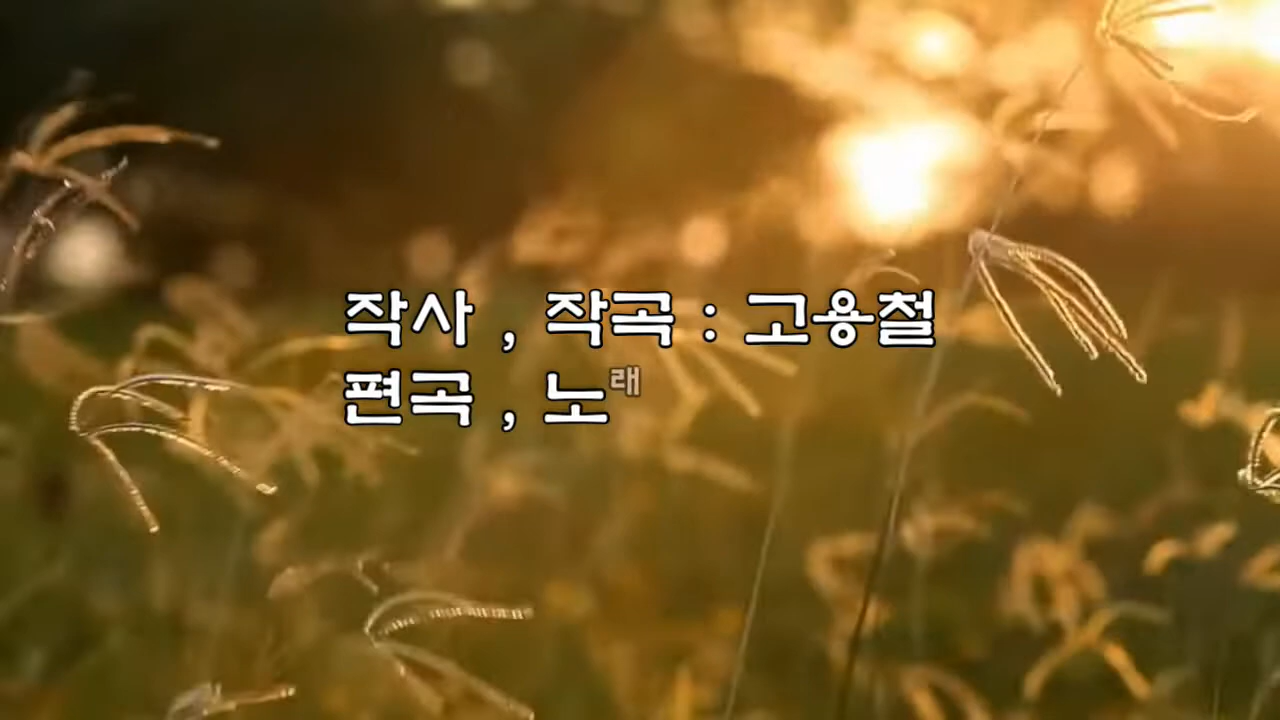 작사 , 작곡 : 고용철
편곡 , 노래